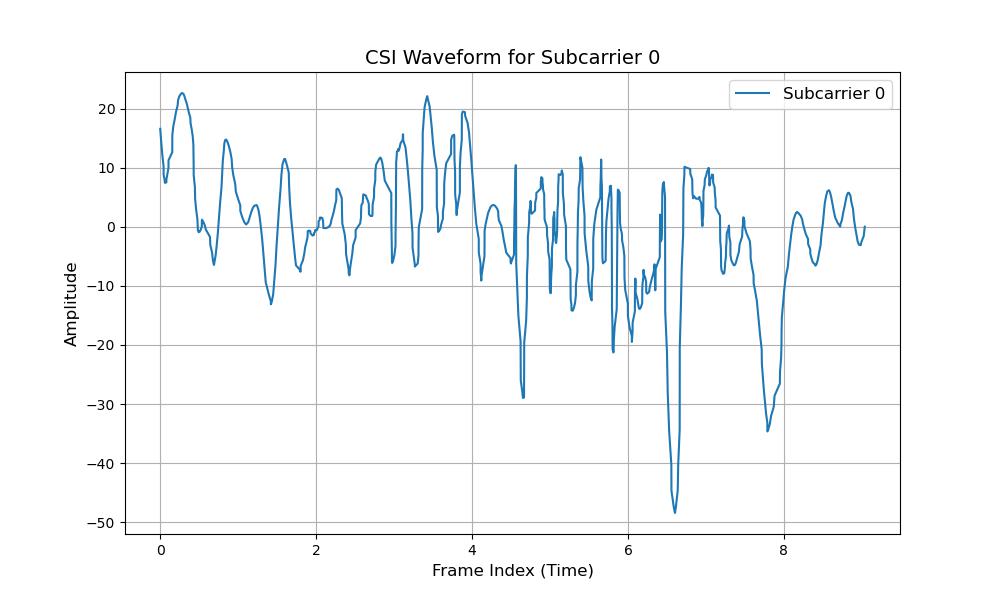 CSI Waveform for Subcarrier 0
Subcarrier 0
Amplitude
20
10
0
−10
−20
−30
−40
−50
0 2 4 6 8
Frame Index (Time)